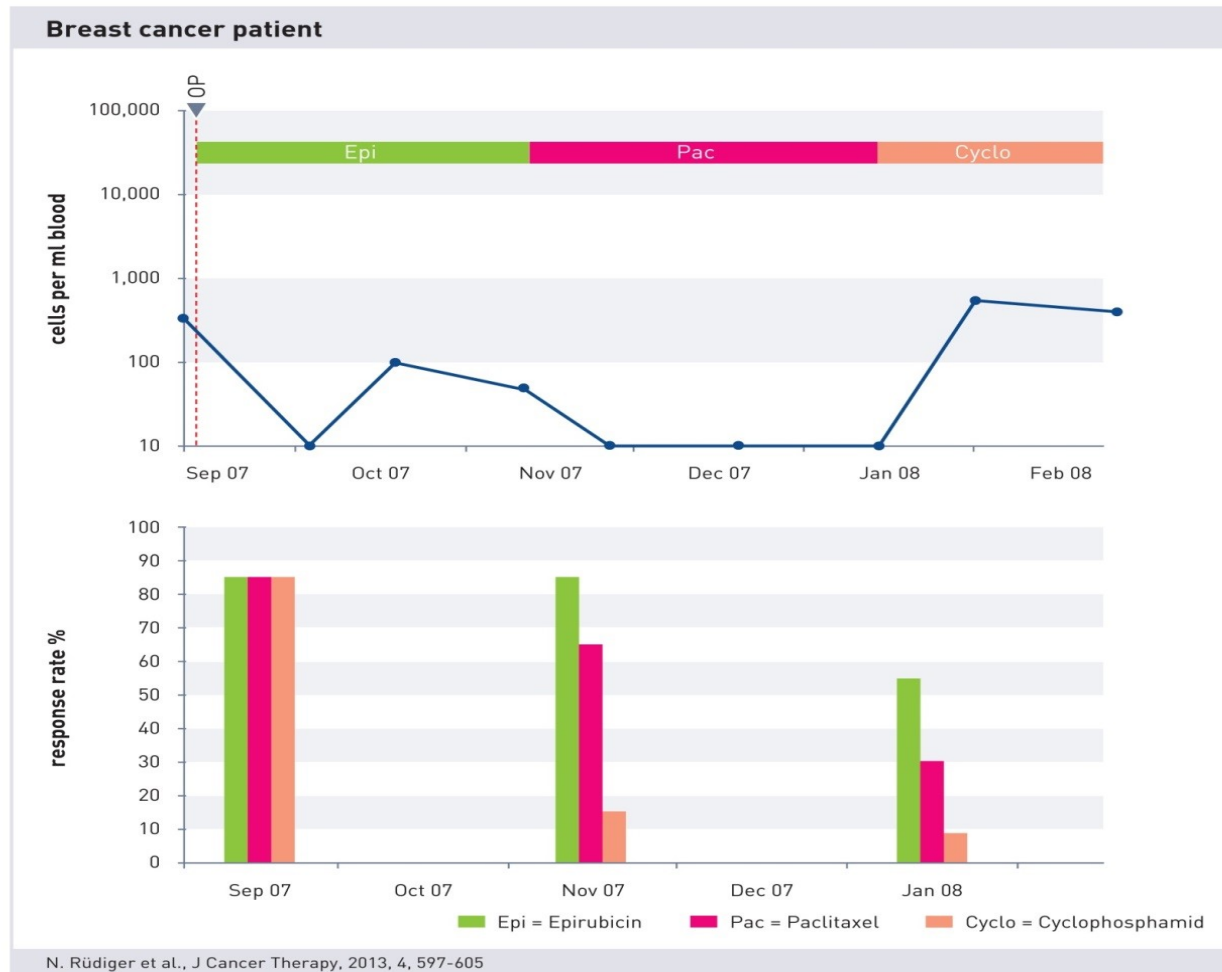 Breast cancer patient
OP
100,000
Epi Pac Cyclo
10,000
1,000
100
10
cells per ml blood
Sep 07 Oct 07 Nov 07 Dec 07 Jan 08 Feb 08
100
90
80
70
60
50
40
30
20
10
0
response rate %
Sep 07 Oct 07 Nov 07 Dec 07 Jan 08
Epi = Epirubicin Pac = Paclitaxel Cyclo = Cyclophosphamid
N. Rüdiger et al., J Cancer Therapy, 2013, 4, 597-605